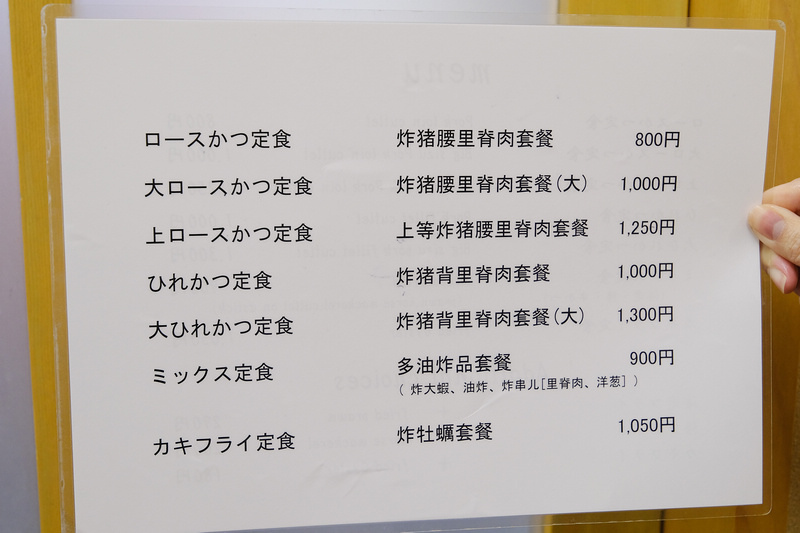 ロースかつ定食 炸猪腰里脊肉套餐 800円
大ロースかつ定食 炸猪腰里脊肉套餐(大) 1,000円
上ロースかつ定食 上等炸猪腰里脊肉套餐 1,250円
ひれかつ定食 炸猪背里脊肉套餐 1,000円
大ひれかつ定食 炸猪背里脊肉套餐(大) 1,300円
ミックス定食 多油炸品套餐 900円
( 炸大蝦、油炸、炸串儿[里脊肉、洋葱] )
カキフライ定食 炸牡蠣套餐 1,050円